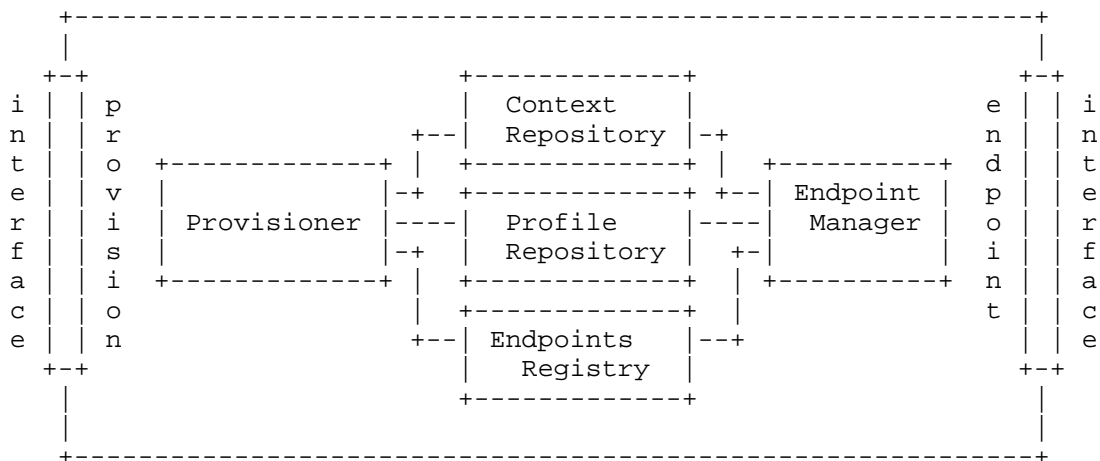 interface
provision
Context
Repository
Provisioner
Profile
Repository
Endpoints
Registry
Endpoint
Manager
endpoint
interface